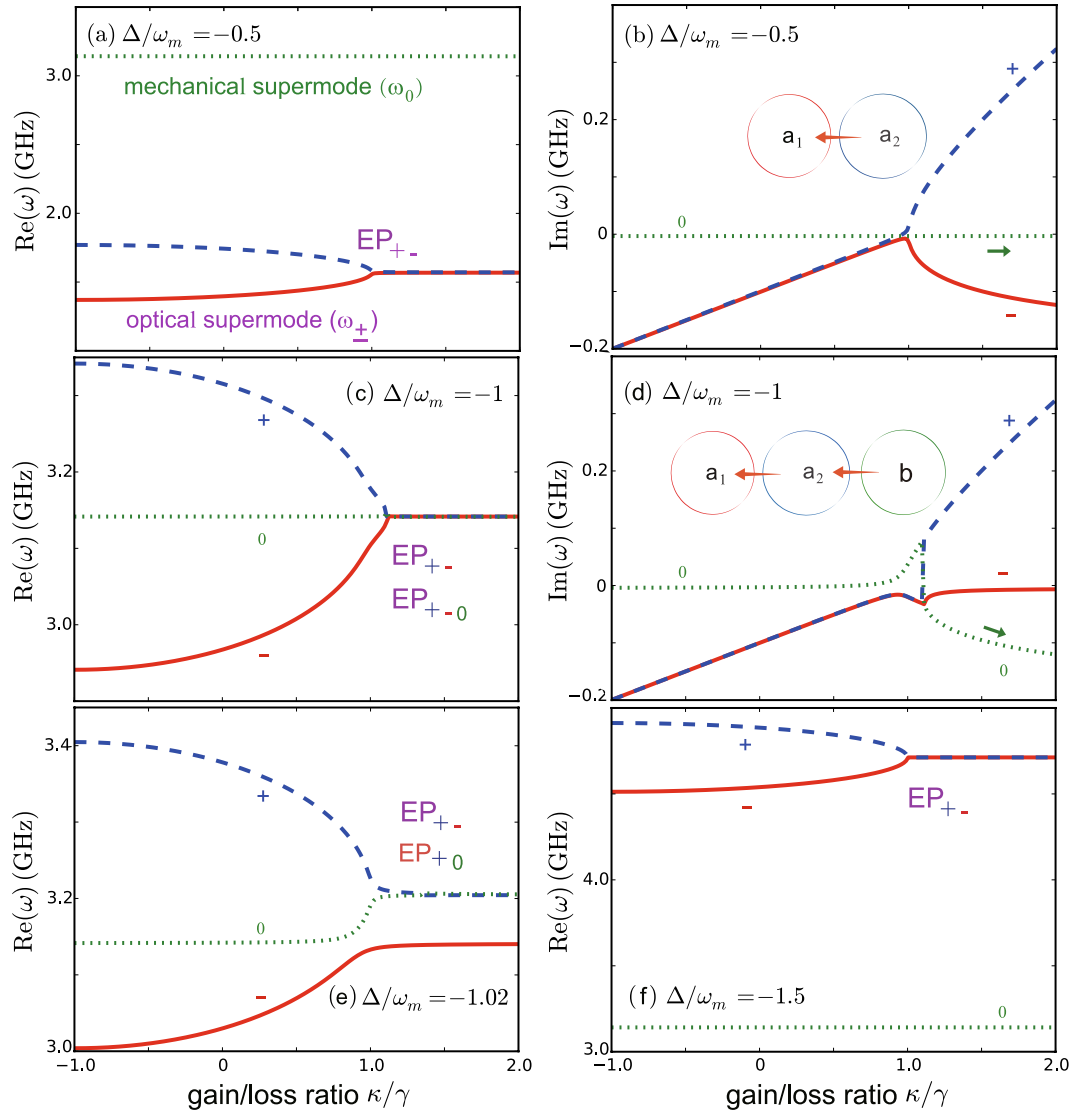 (a) Δ/ω_m = −0.5
mechanical supermode (ω_0)
EP_+_-
optical supermode (ω_±)
Re(ω) (GHz)
3.0
2.0
(b) Δ/ω_m = −0.5
a_1
a_2
+
0
-
Im(ω) (GHz)
0.2
0
−0.2
(c) Δ/ω_m = −1
+
0
EP_+-
EP_+-0
-
Re(ω) (GHz)
3.2
3.0
(d) Δ/ω_m = −1
a_1
a_2
b
+
0
-
0
Im(ω) (GHz)
0.2
0
−0.2
(e) Δ/ω_m = −1.02
+
EP_+-
EP_+0
0
-
Re(ω) (GHz)
3.4
3.2
3.0
−1.0
0
1.0
2.0
gain/loss ratio κ/γ
(f) Δ/ω_m = −1.5
+
-
EP_+-
0
Re(ω) (GHz)
4.0
3.0
−1.0
0
1.0
2.0
gain/loss ratio κ/γ